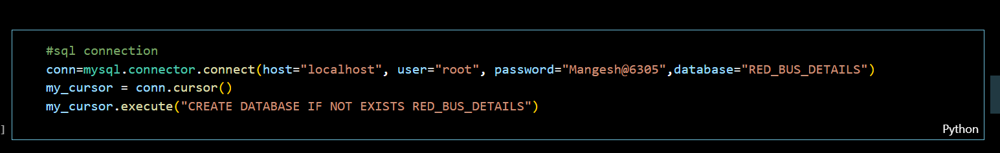 #sql connection
conn=mysql.connector.connect(host="localhost", user="root", password="Mangesh@6305",database="RED_BUS_DETAILS")
my_cursor = conn.cursor()
my_cursor.execute("CREATE DATABASE IF NOT EXISTS RED_BUS_DETAILS")
]
Python